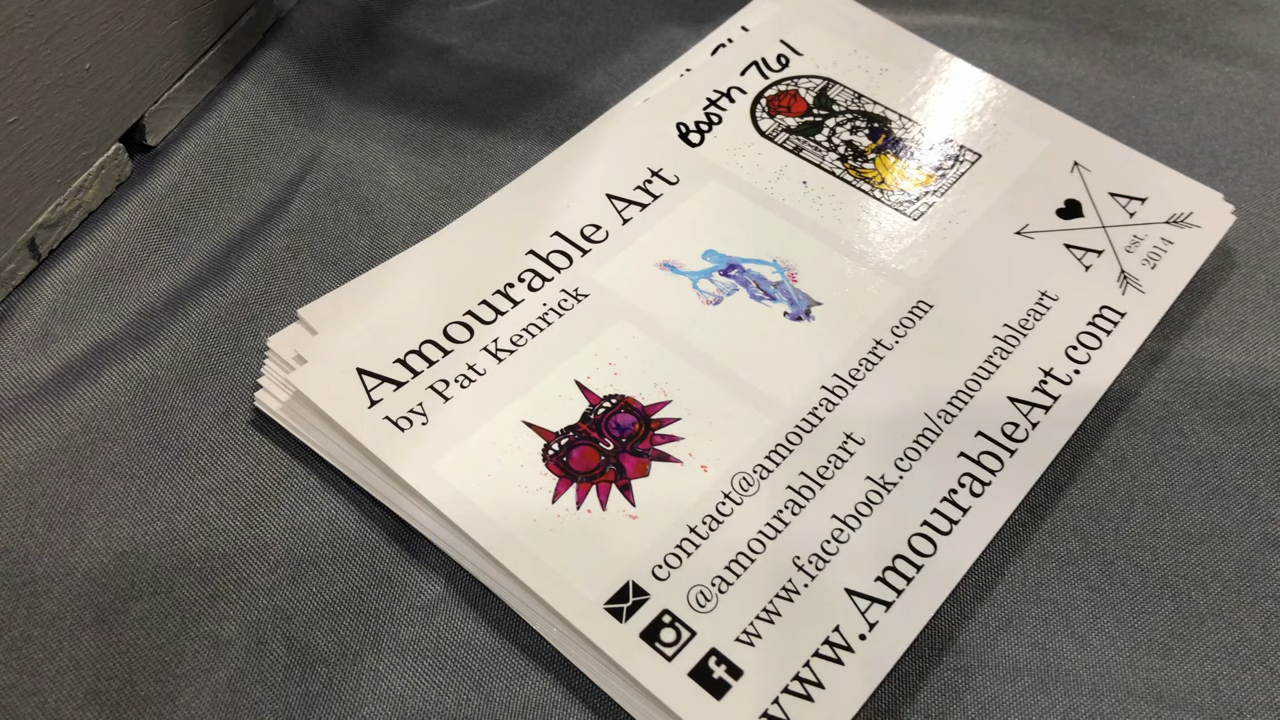 Booth 761
Amourable Art
by Pat Kenrick
A A
est.
2014
contact@amourableart.com
@amourableart
www.facebook.com/amourableart
www.AmourableArt.com